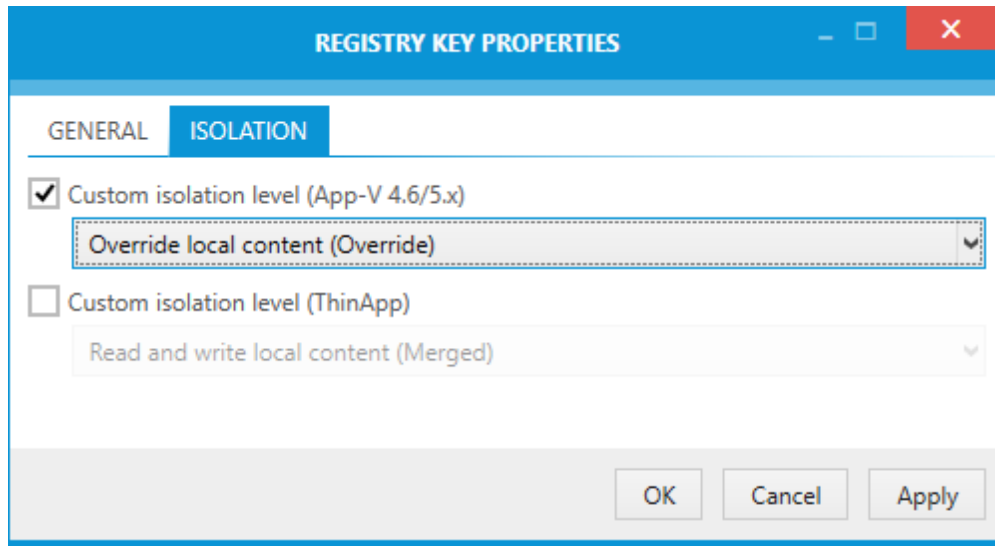 REGISTRY KEY PROPERTIES
GENERAL ISOLATION
Custom isolation level (App-V 4.6/5.x)
Override local content (Override)
Custom isolation level (ThinApp)
Read and write local content (Merged)
OK Cancel Apply